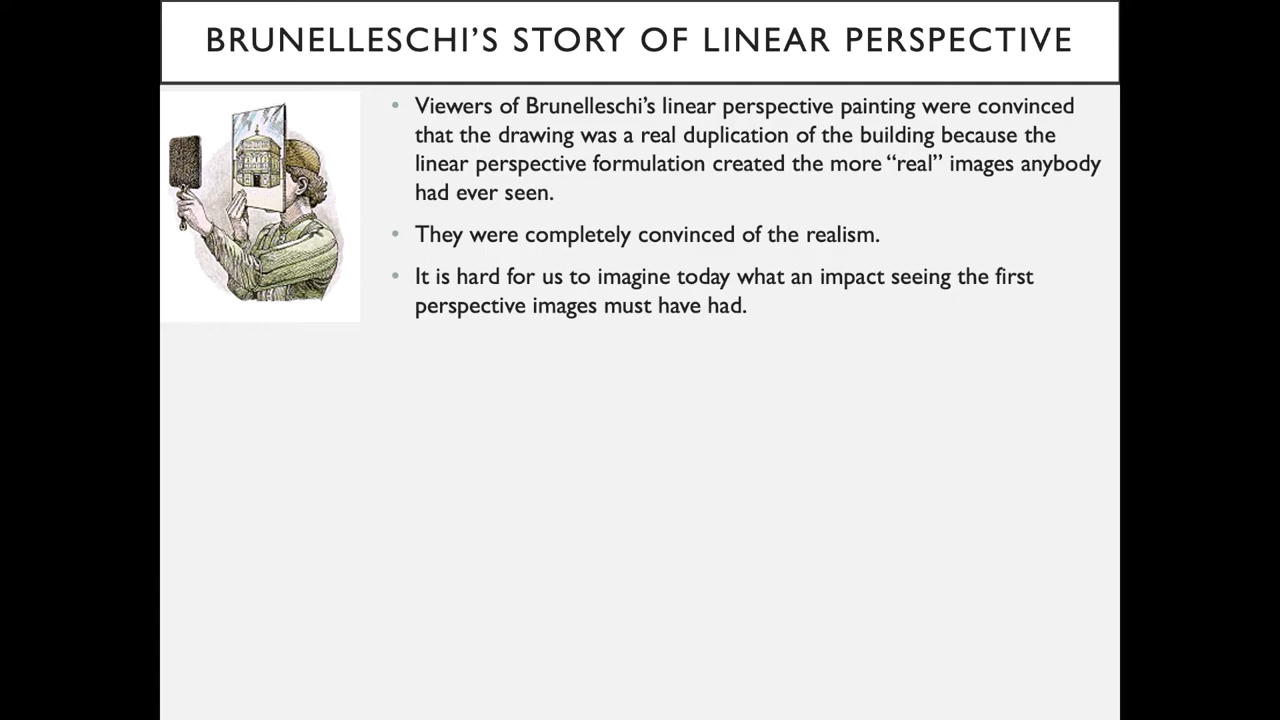 BRUNELLESCHI’S STORY OF LINEAR PERSPECTIVE
• Viewers of Brunelleschi’s linear perspective painting were convinced
that the drawing was a real duplication of the building because the
linear perspective formulation created the more “real” images anybody
had ever seen.
• They were completely convinced of the realism.
• It is hard for us to imagine today what an impact seeing the first
perspective images must have had.